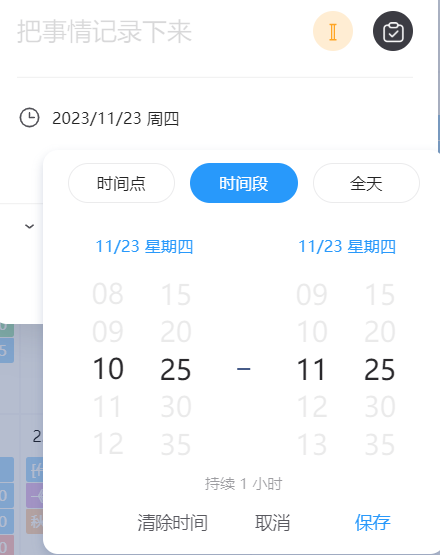 把事情记录下来
2023/11/23 周四
时间点 时间段 全天
11/23 星期四 11/23 星期四
08 15 09 15
09 20 10 20
10 25 – 11 25
11 30 12 30
12 35 13 35
持续 1 小时
清除时间 取消 保存